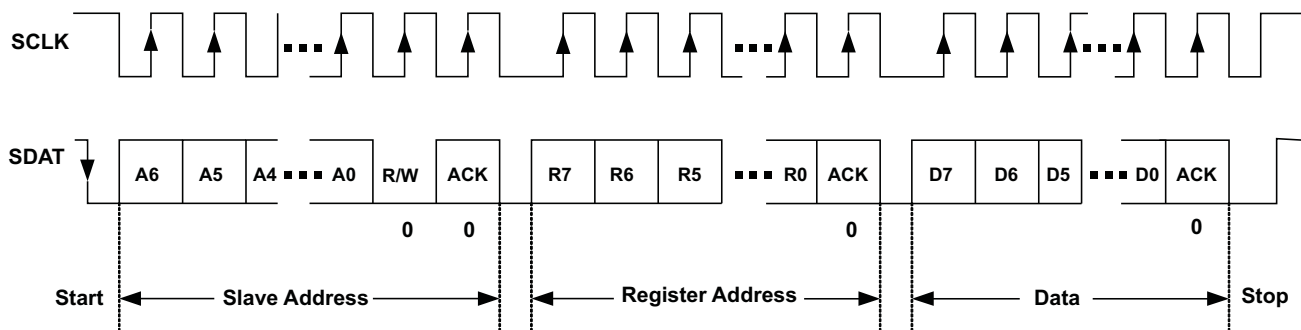 SCLK
SDAT
A6 A5 A4 A0 R/W ACK R7 R6 R5 R0 ACK D7 D6 D5 D0 ACK
0 0 0 0
Start Slave Address Register Address Data Stop